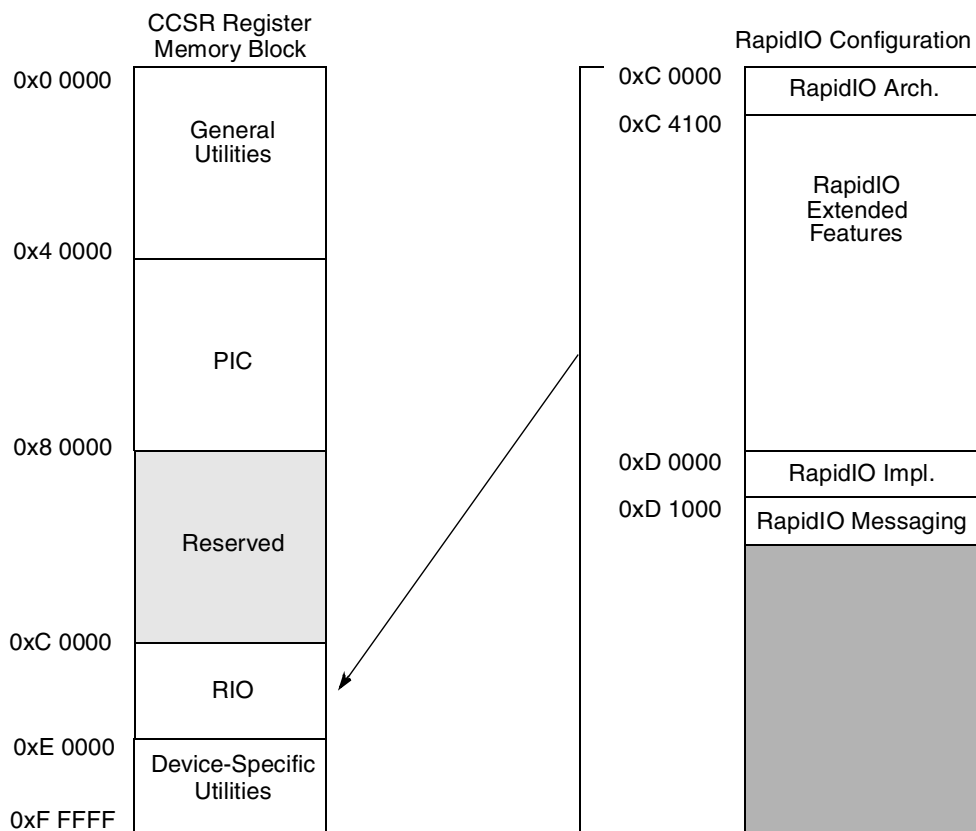 CCSR Register
Memory Block
0x0 0000
General
Utilities
0x4 0000
PIC
0x8 0000
Reserved
0xC 0000
RIO
0xE 0000
Device-Specific
Utilities
0xF FFFF
RapidIO Configuration
0xC 0000
RapidIO Arch.
0xC 4100
RapidIO
Extended
Features
0xD 0000
RapidIO Impl.
0xD 1000
RapidIO Messaging